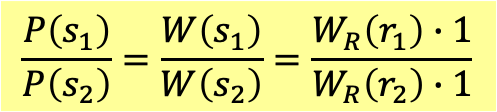 P(s₁)/P(s₂) = W(s₁)/W(s₂) = W_R(r₁) · 1/W_R(r₂) · 1